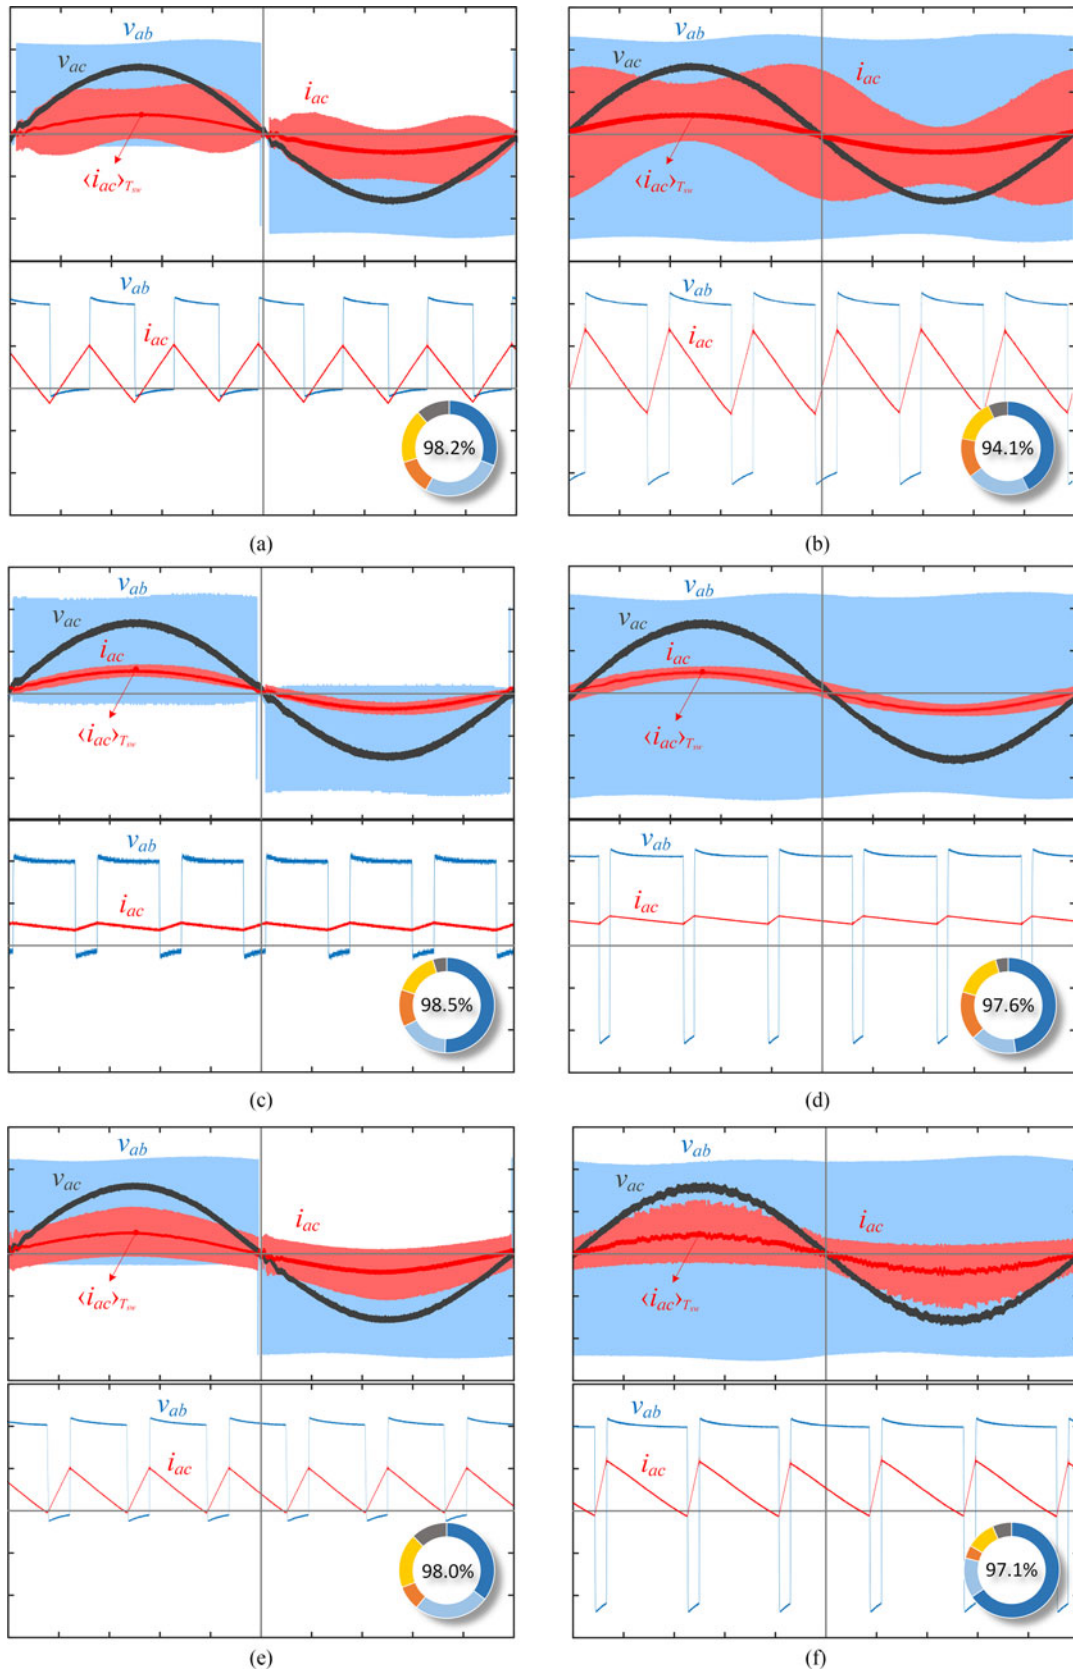 v_ab
v_ac
i_ac
⟨i_ac⟩_Tsw
v_ab
i_ac
98.2%
(a)
v_ab
v_ac
i_ac
⟨i_ac⟩_Tsw
v_ab
i_ac
94.1%
(b)
v_ab
v_ac
i_ac
⟨i_ac⟩_Tsw
v_ab
i_ac
98.5%
(c)
v_ab
v_ac
i_ac
⟨i_ac⟩_Tsw
v_ab
i_ac
97.6%
(d)
v_ab
v_ac
i_ac
⟨i_ac⟩_Tsw
v_ab
i_ac
98.0%
(e)
v_ab
v_ac
i_ac
⟨i_ac⟩_Tsw
v_ab
i_ac
97.1%
(f)